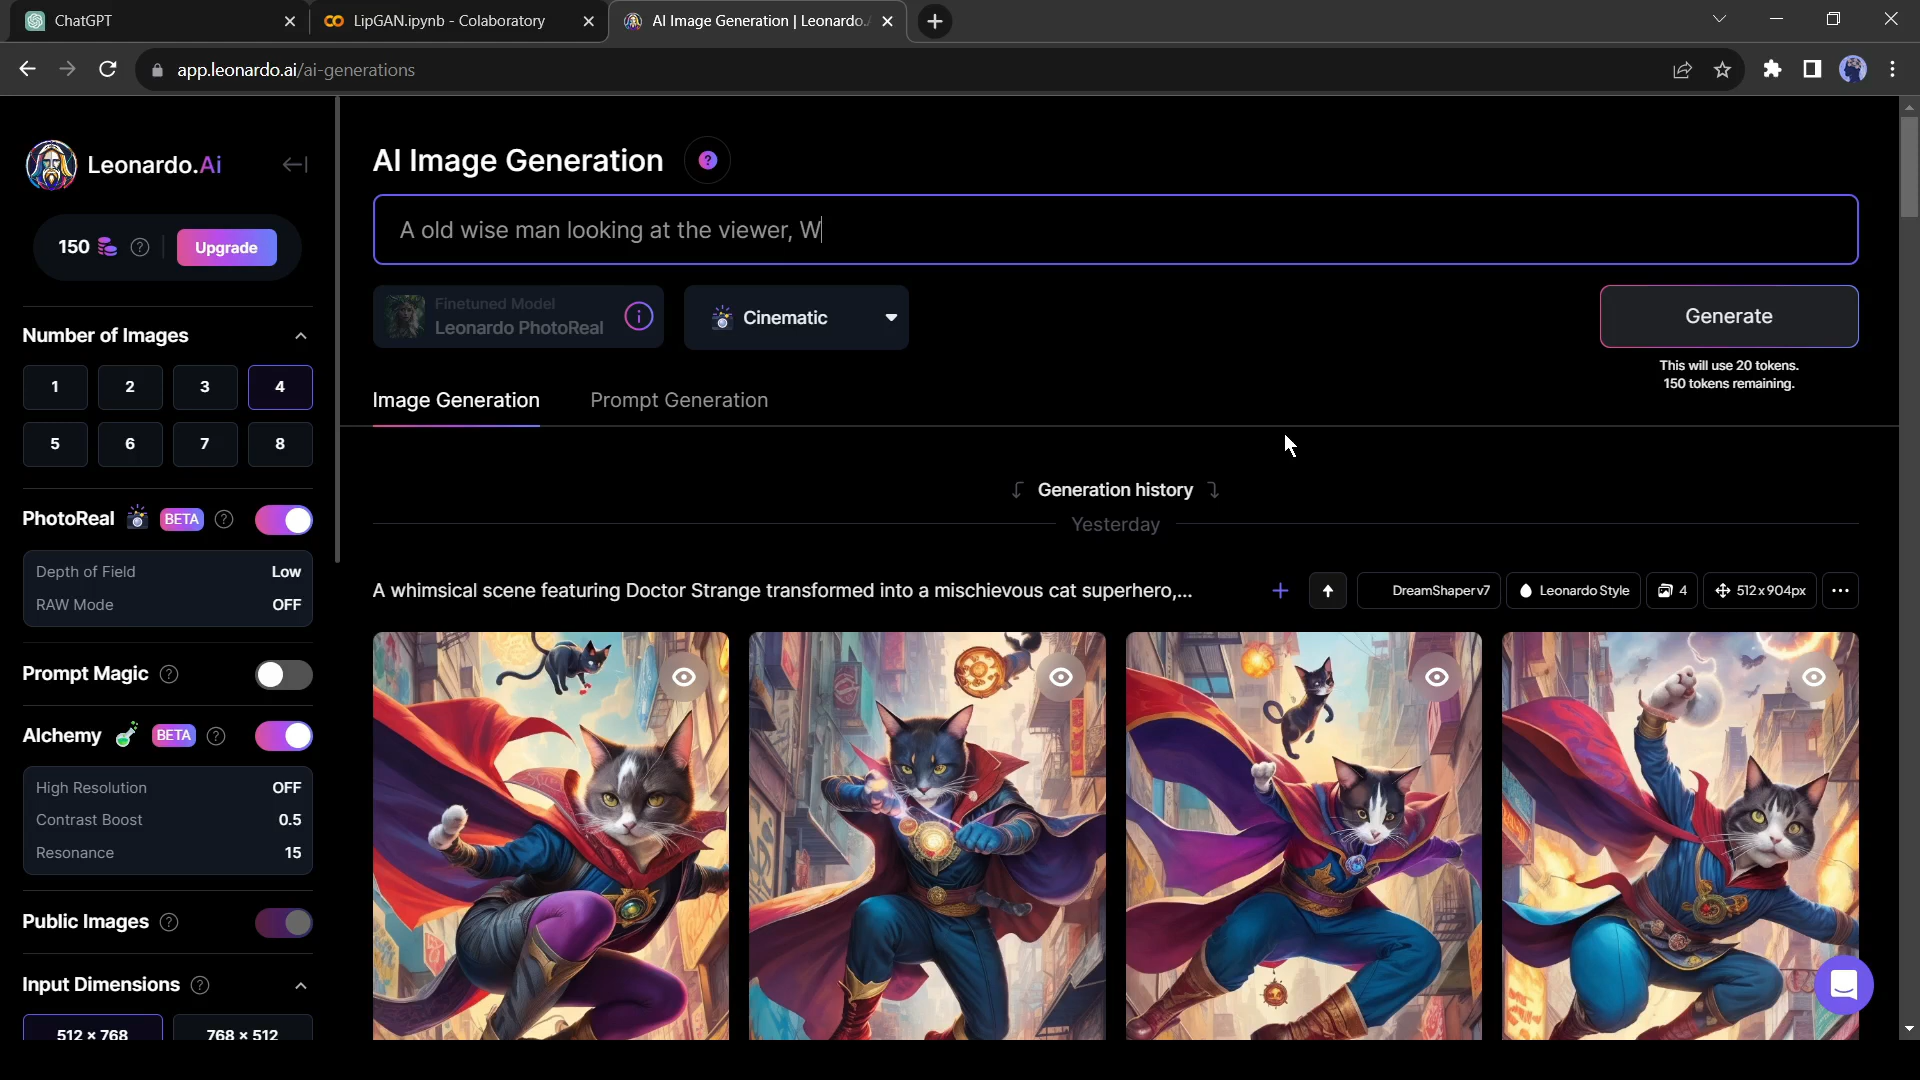 ChatGPT
LipGAN.ipynb - Colaboratory
AI Image Generation | Leonardo.A
app.leonardo.ai/ai-generations
Leonardo.Ai
150
Upgrade
Number of Images
1 2 3 4
5 6 7 8
PhotoReal BETA
Depth of Field Low
RAW Mode OFF
Prompt Magic
Alchemy BETA
High Resolution OFF
Contrast Boost 0.5
Resonance 15
Public Images
Input Dimensions
512 × 768 768 × 512
AI Image Generation
A old wise man looking at the viewer, W
Finetuned Model
Leonardo PhotoReal
Cinematic
Generate
This will use 20 tokens.
150 tokens remaining.
Image Generation Prompt Generation
Generation history
Yesterday
A whimsical scene featuring Doctor Strange transformed into a mischievous cat superhero,...
DreamShaper v7
Leonardo Style
4
512 x 904px